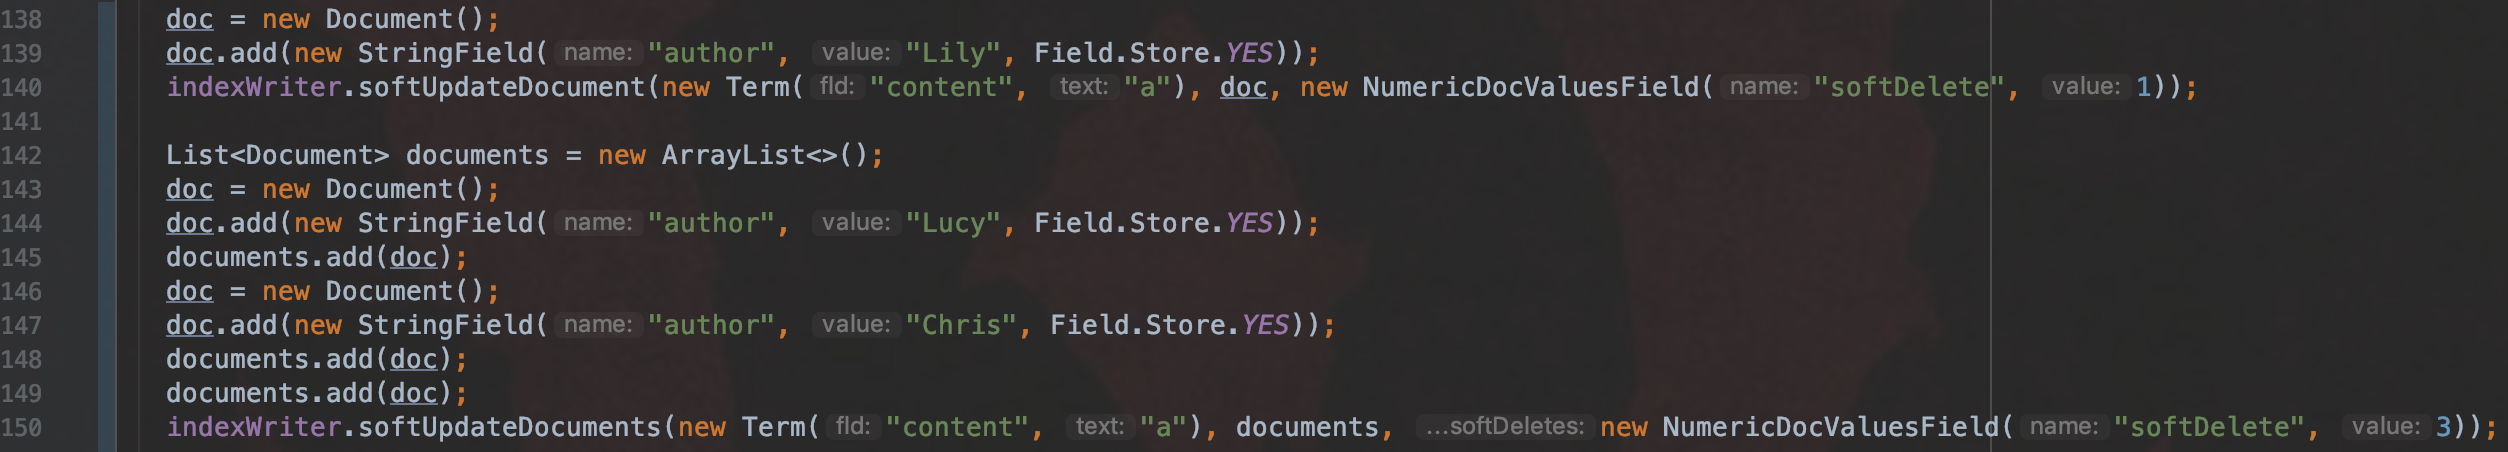 138 doc = new Document();
139 doc.add(new StringField( name: "author", value: "Lily", Field.Store.YES));
140 indexWriter.softUpdateDocument(new Term( fld: "content", text: "a"), doc, new NumericDocValuesField( name: "softDelete", value: 1));
141
142 List<Document> documents = new ArrayList<>();
143 doc = new Document();
144 doc.add(new StringField( name: "author", value: "Lucy", Field.Store.YES));
145 documents.add(doc);
146 doc = new Document();
147 doc.add(new StringField( name: "author", value: "Chris", Field.Store.YES));
148 documents.add(doc);
149 documents.add(doc);
150 indexWriter.softUpdateDocuments(new Term( fld: "content", text: "a"), documents, ...softDeletes: new NumericDocValuesField( name: "softDelete", value: 3));